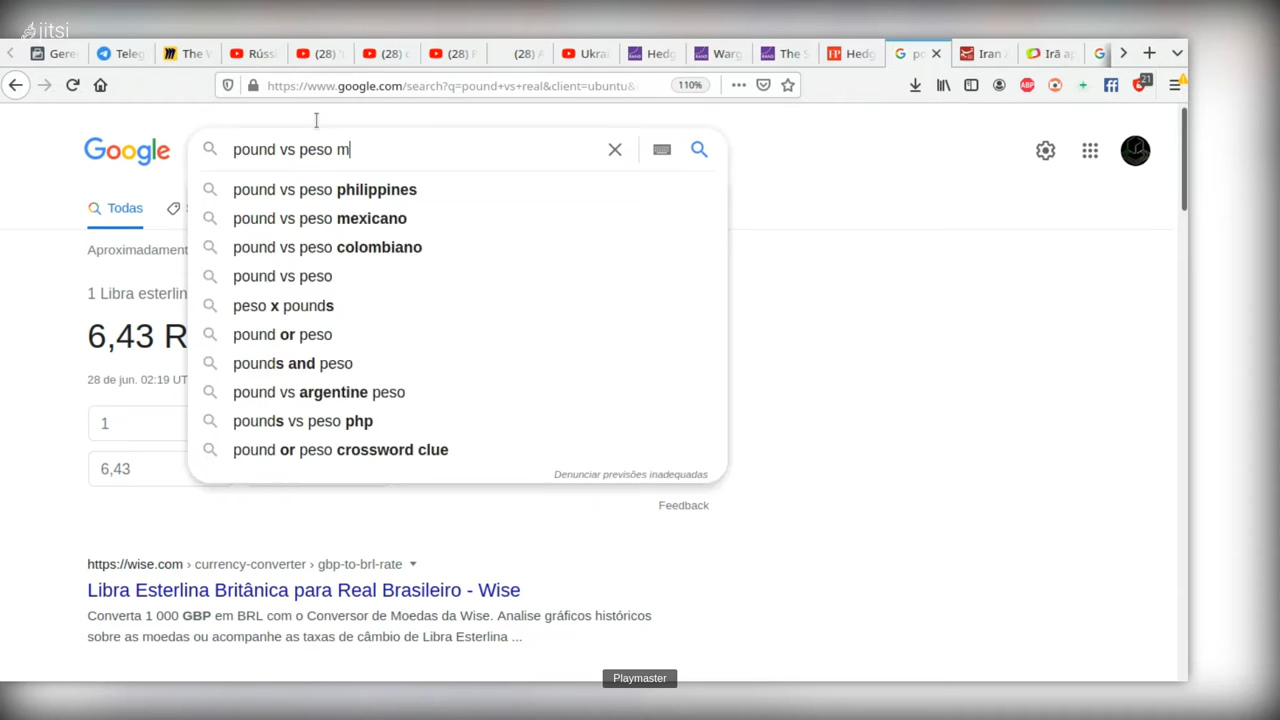 jitsi
Gere
Teleg
The W
Rússi
(28)
(28) c
(28) F
(28) A
Ukrai
Hedg
Warg
The S
Hedg
po
Iran
Irã ap
https://www.google.com/search?q=pound+vs+real&client=ubuntu&
110%
ABP
21
Google
pound vs peso m
pound vs peso philippines
pound vs peso mexicano
pound vs peso colombiano
pound vs peso
peso x pounds
pound or peso
pounds and peso
pound vs argentine peso
pounds vs peso php
pound or peso crossword clue
Denunciar previsões inadequadas
Todas
Aproximadament
1 Libra esterlin
6,43 R
28 de jun. 02:19 UT
1
6,43
Feedback
https://wise.com › currency-converter › gbp-to-brl-rate
Libra Esterlina Britânica para Real Brasileiro - Wise
Converta 1 000 GBP em BRL com o Conversor de Moedas da Wise. Analise gráficos históricos
sobre as moedas ou acompanhe as taxas de câmbio de Libra Esterlina ...
Playmaster